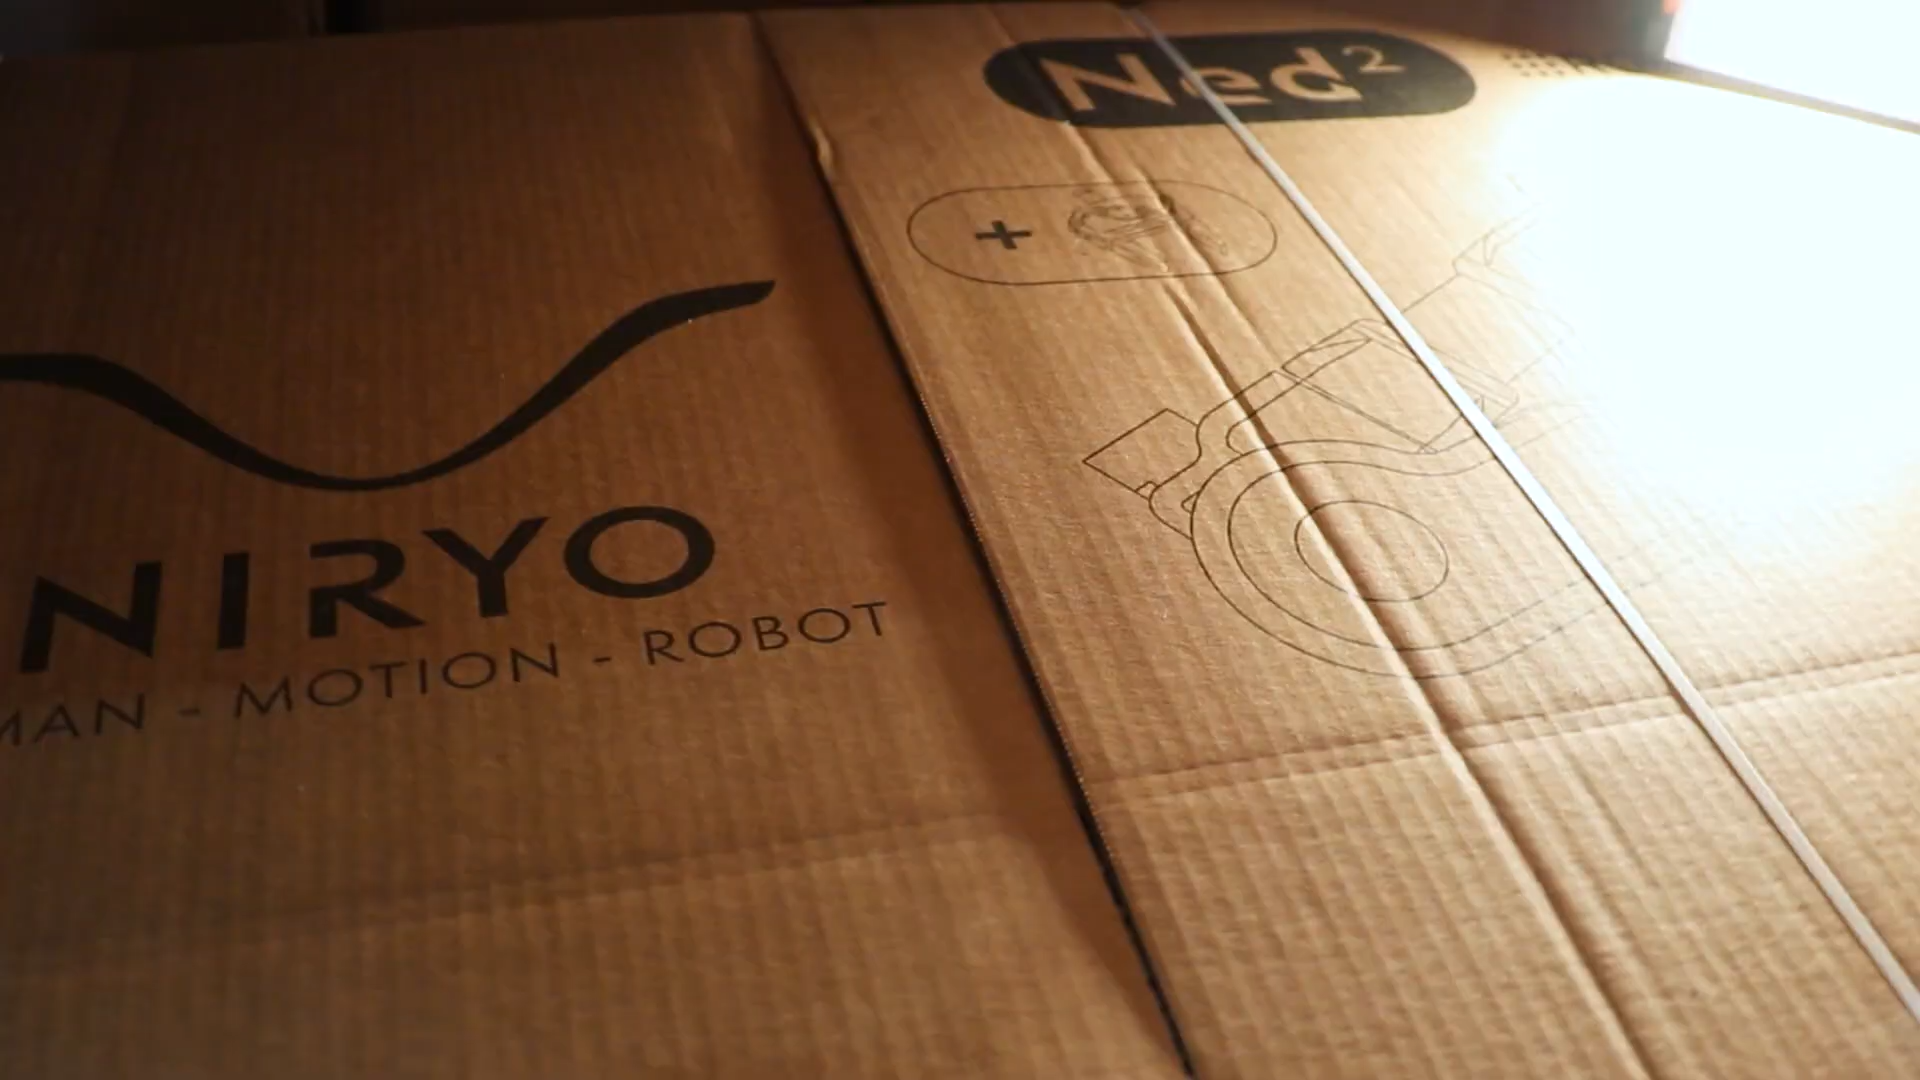 Ned²
+
NIRYO
MAN - MOTION - ROBOT